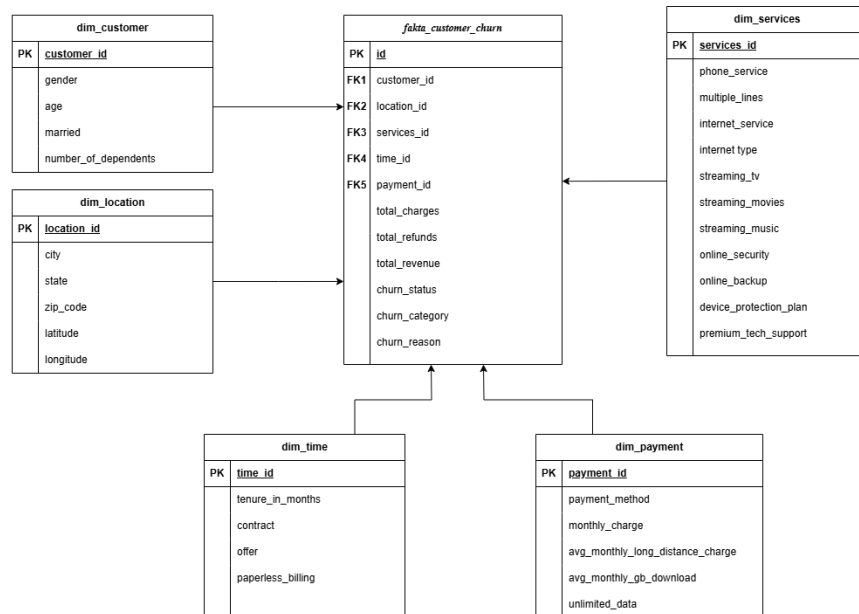 dim_customer
PK customer_id
gender
age
married
number_of_dependents
dim_location
PK location_id
city
state
zip_code
latitude
longitude
fakta_customer_churn
PK id
FK1 customer_id
FK2 location_id
FK3 services_id
FK4 time_id
FK5 payment_id
total_charges
total_refunds
total_revenue
churn_status
churn_category
churn_reason
dim_services
PK services_id
phone_service
multiple_lines
internet_service
internet type
streaming_tv
streaming_movies
streaming_music
online_security
online_backup
device_protection_plan
premium_tech_support
dim_time
PK time_id
tenure_in_months
contract
offer
paperless_billing
dim_payment
PK payment_id
payment_method
monthly_charge
avg_monthly_long_distance_charge
avg_monthly_gb_download
unlimited_data